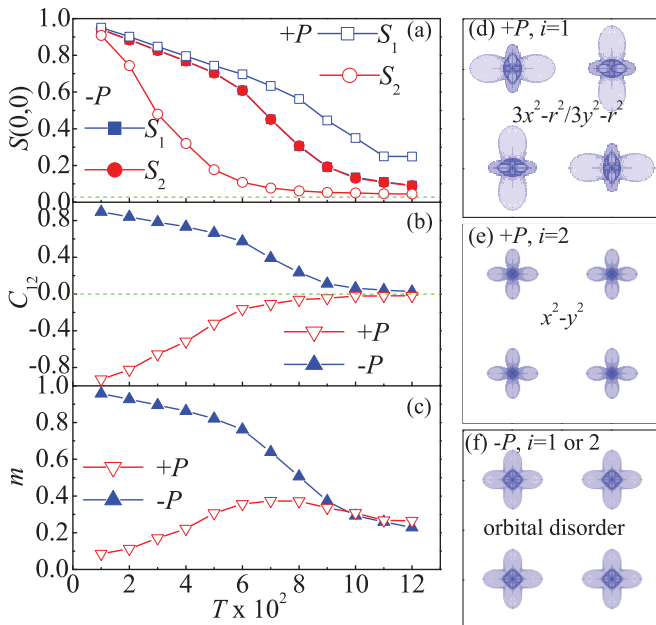 (a)
+P S₁
S₂
-P
S₁
S₂
S(0,0)
1.0
0.8
0.6
0.4
0.2
0.0
(b)
C₁₂
0.8
0.4
0.0
-0.4
-0.8
+P
-P
(c)
m
1.0
0.8
0.6
0.4
0.2
0.0
+P
-P
0 2 4 6 8 10 12
T x 10²
(d) +P, i=1
3x²-r²/3y²-r²
(e) +P, i=2
x²-y²
(f) -P, i=1 or 2
orbital disorder